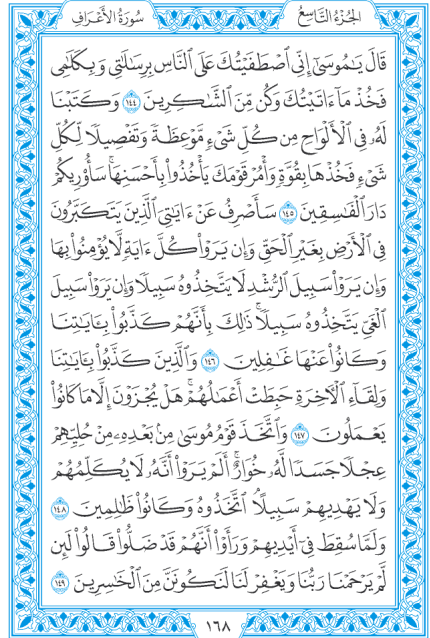 الجزء التاسع
سورة الأعراف
قَالَ يَٰمُوسَىٰٓ إِنِّي ٱصۡطَفَيۡتُكَ عَلَى ٱلنَّاسِ بِرِسَٰلَٰتِي وَبِكَلَٰمِي
فَخُذۡ مَآ ءَاتَيۡتُكَ وَكُن مِّنَ ٱلشَّٰكِرِينَ ١٤٤ وَكَتَبۡنَا
لَهُۥ فِي ٱلۡأَلۡوَاحِ مِن كُلِّ شَيۡءٖ مَّوۡعِظَةٗ وَتَفۡصِيلٗا لِّكُلِّ
شَيۡءٖ فَخُذۡهَا بِقُوَّةٖ وَأۡمُرۡ قَوۡمَكَ يَأۡخُذُواْ بِأَحۡسَنِهَاۚ سَأُوْرِيكُمۡ
دَارَ ٱلۡفَٰسِقِينَ ١٤٥ سَأَصۡرِفُ عَنۡ ءَايَٰتِيَ ٱلَّذِينَ يَتَكَبَّرُونَ
فِي ٱلۡأَرۡضِ بِغَيۡرِ ٱلۡحَقِّ وَإِن يَرَوۡاْ كُلَّ ءَايَةٖ لَّا يُؤۡمِنُواْ بِهَا
وَإِن يَرَوۡاْ سَبِيلَ ٱلرُّشۡدِ لَا يَتَّخِذُوهُ سَبِيلٗا وَإِن يَرَوۡاْ سَبِيلَ
ٱلۡغَيِّ يَتَّخِذُوهُ سَبِيلٗاۚ ذَٰلِكَ بِأَنَّهُمۡ كَذَّبُواْ بِـَٔايَٰتِنَا
وَكَانُواْ عَنۡهَا غَٰفِلِينَ ١٤٦ وَٱلَّذِينَ كَذَّبُواْ بِـَٔايَٰتِنَا
وَلِقَآءِ ٱلۡأٓخِرَةِ حَبِطَتۡ أَعۡمَٰلُهُمۡۚ هَلۡ يُجۡزَوۡنَ إِلَّا مَا كَانُواْ
يَعۡمَلُونَ ١٤٧ وَٱتَّخَذَ قَوۡمُ مُوسَىٰ مِنۢ بَعۡدِهِۦ مِنۡ حُلِيِّهِمۡ
عِجۡلٗا جَسَدٗا لَّهُۥ خُوَارٌۚ أَلَمۡ يَرَوۡاْ أَنَّهُۥ لَا يُكَلِّمُهُمۡ
وَلَا يَهۡدِيهِمۡ سَبِيلًاۘ ٱتَّخَذُوهُ وَكَانُواْ ظَٰلِمِينَ ١٤٨
وَلَمَّا سُقِطَ فِيٓ أَيۡدِيهِمۡ وَرَأَوۡاْ أَنَّهُمۡ قَدۡ ضَلُّواْ قَالُواْ لَئِن
لَّمۡ يَرۡحَمۡنَا رَبُّنَا وَيَغۡفِرۡ لَنَا لَنَكُونَنَّ مِنَ ٱلۡخَٰسِرِينَ ١٤٩
١٦٨